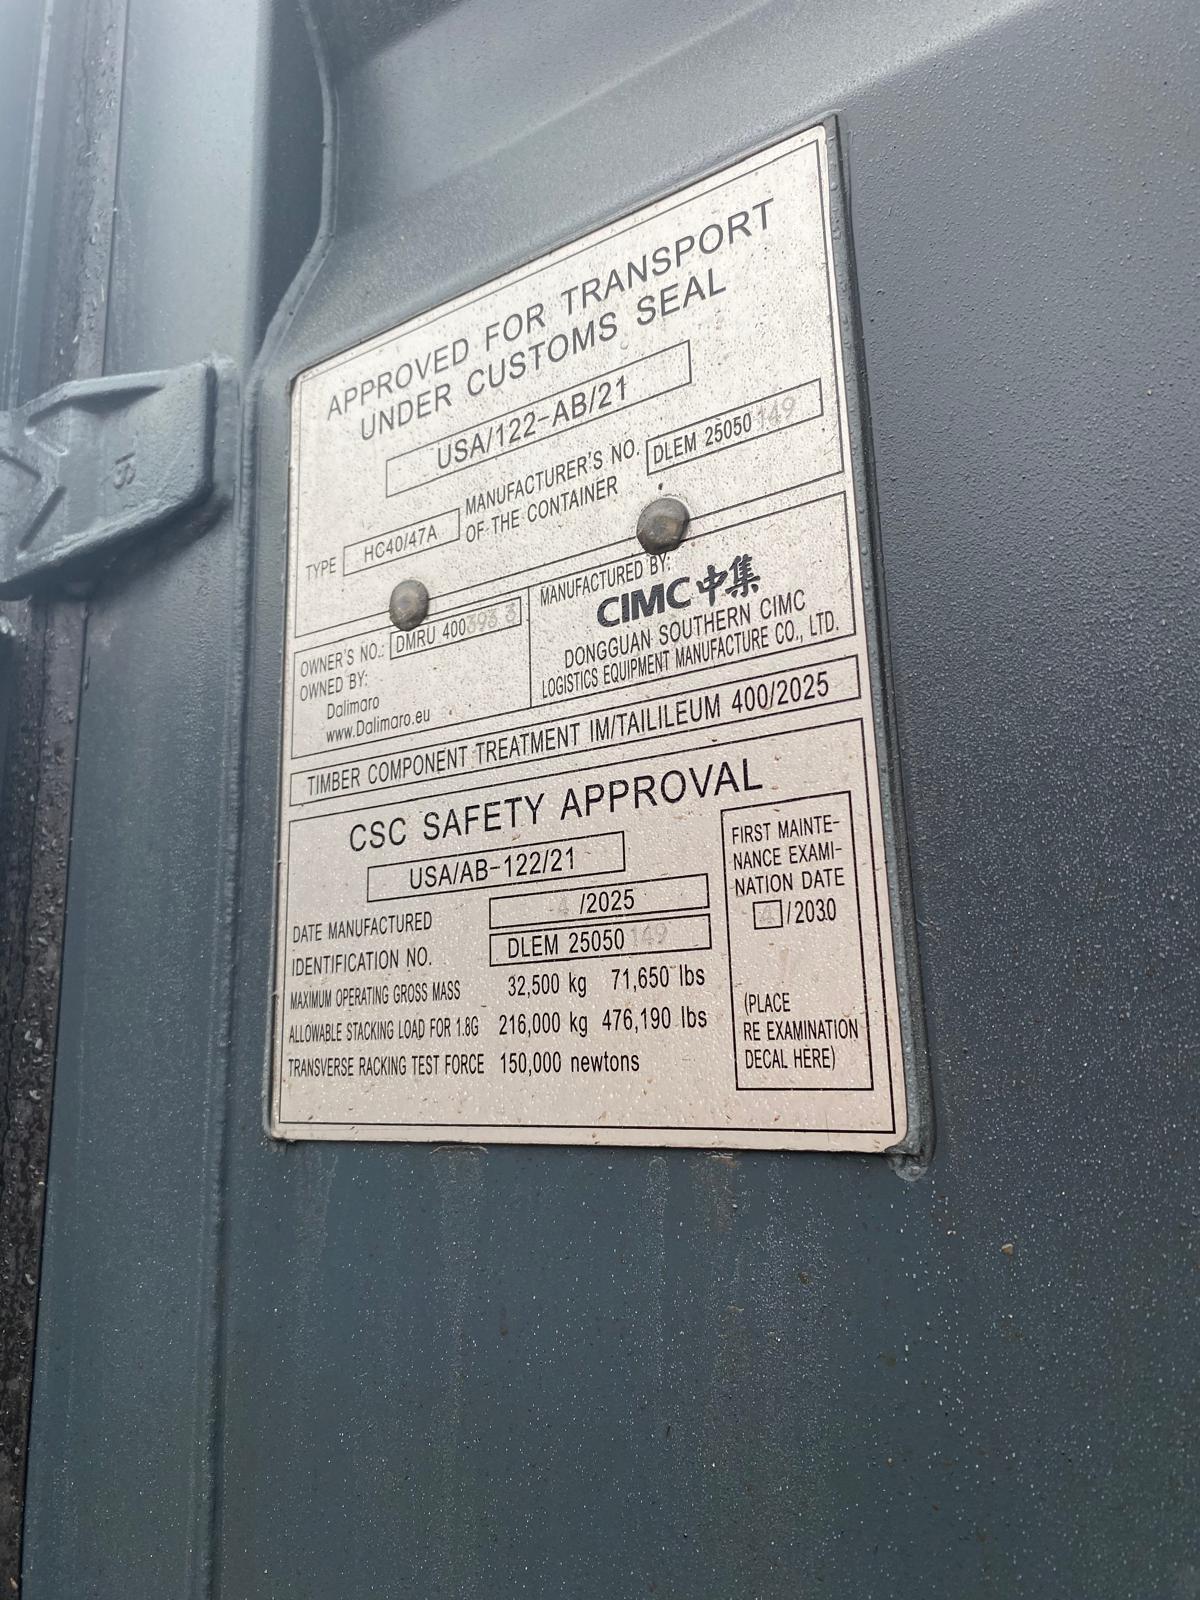 APPROVED FOR TRANSPORT
UNDER CUSTOMS SEAL
USA/122-AB/21
TYPE HC40/47A
MANUFACTURER'S NO.
OF THE CONTAINER
DLEM 25050149
OWNER'S NO.: DMRU 400393 3
OWNED BY:
Dalimaro
www.Dalimaro.eu
MANUFACTURED BY:
CIMC 中集
DONGGUAN SOUTHERN CIMC
LOGISTICS EQUIPMENT MANUFACTURE CO., LTD.
TIMBER COMPONENT TREATMENT IM/TAILILEUM 400/2025
CSC SAFETY APPROVAL
USA/AB-122/21
DATE MANUFACTURED 4 /2025
IDENTIFICATION NO. DLEM 25050149
MAXIMUM OPERATING GROSS MASS 32,500 kg 71,650 lbs
ALLOWABLE STACKING LOAD FOR 1.8G 216,000 kg 476,190 lbs
TRANSVERSE RACKING TEST FORCE 150,000 newtons
FIRST MAINTE-
NANCE EXAMI-
NATION DATE
4 / 2030
(PLACE
RE EXAMINATION
DECAL HERE)